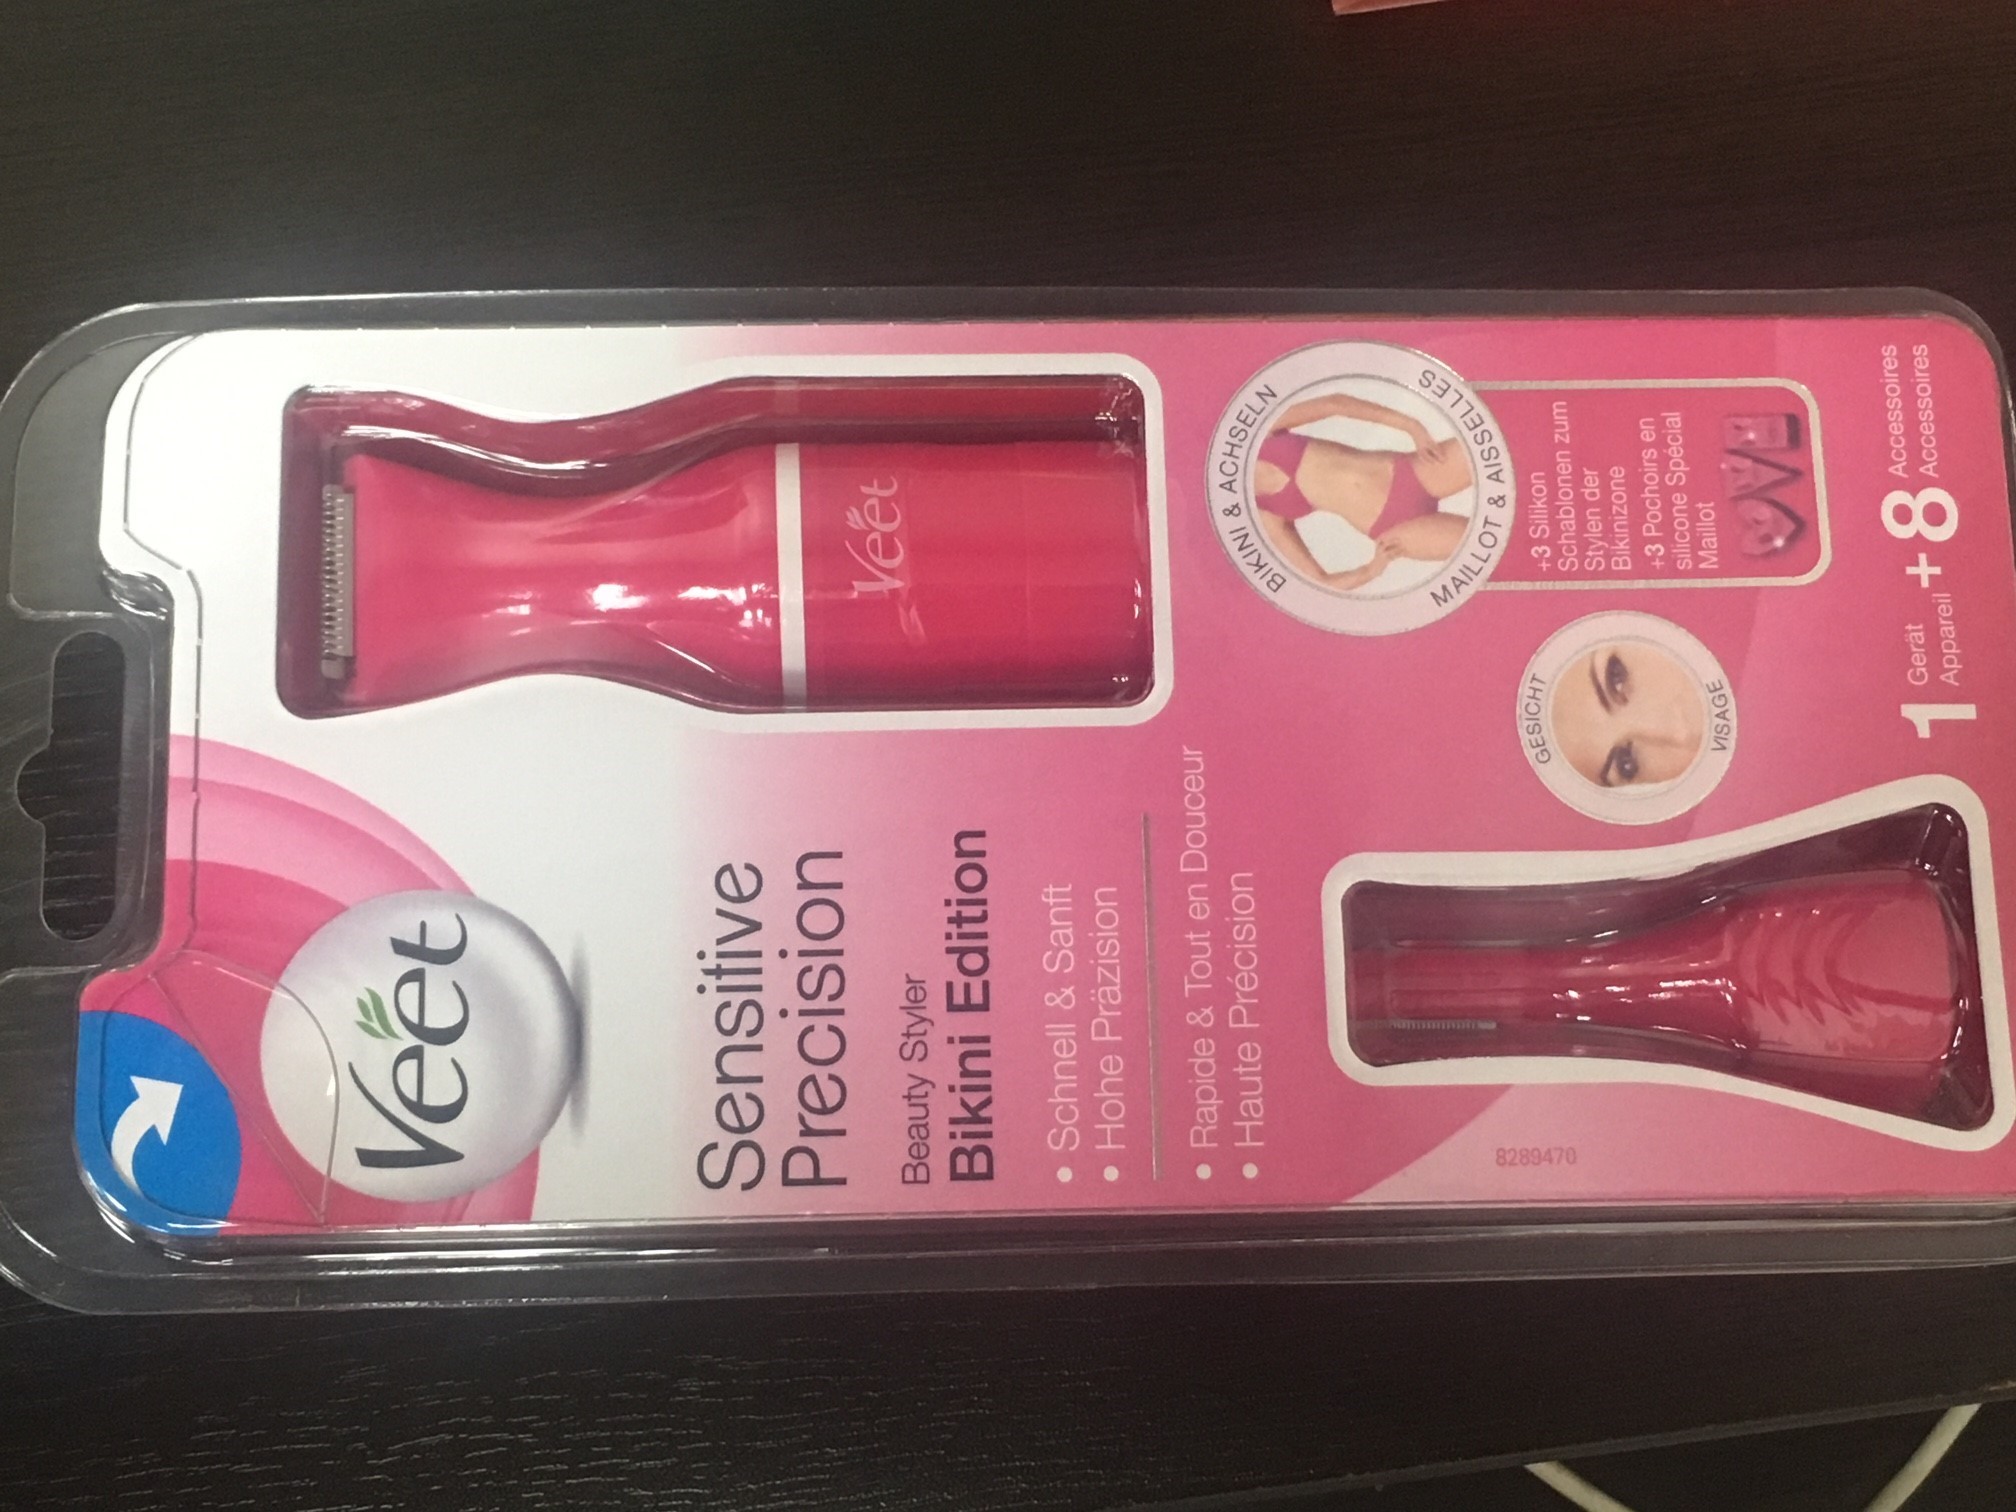 Veet
Veet
Sensitive
Precision
Beauty Styler
Bikini Edition
• Schnell & Sanft
• Hohe Präzision
• Rapide & Tout en Douceur
• Haute Précision
BIKINI & ACHSELN
MAILLOT & AISSELLES
+3 Silikon
Schablonen zum
Stylen der
Bikinizone
+3 Pochoirs en
silicone Spécial
Maillot
GESICHT
VISAGE
8289470
1 Gerät + 8 Accessoires
Appareil Accessoires